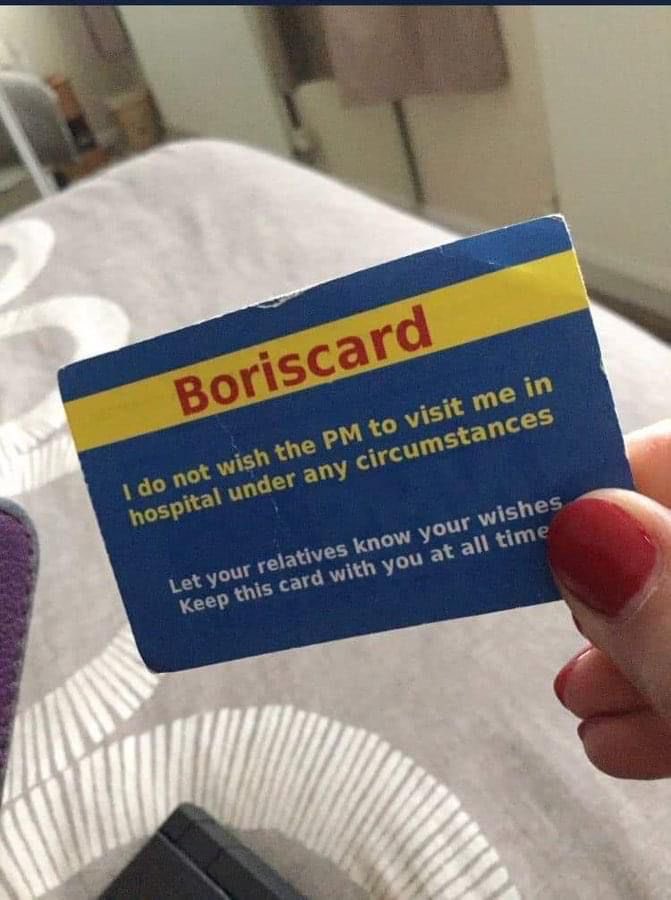 Boriscard
I do not wish the PM to visit me in
hospital under any circumstances
Let your relatives know your wishes
Keep this card with you at all time